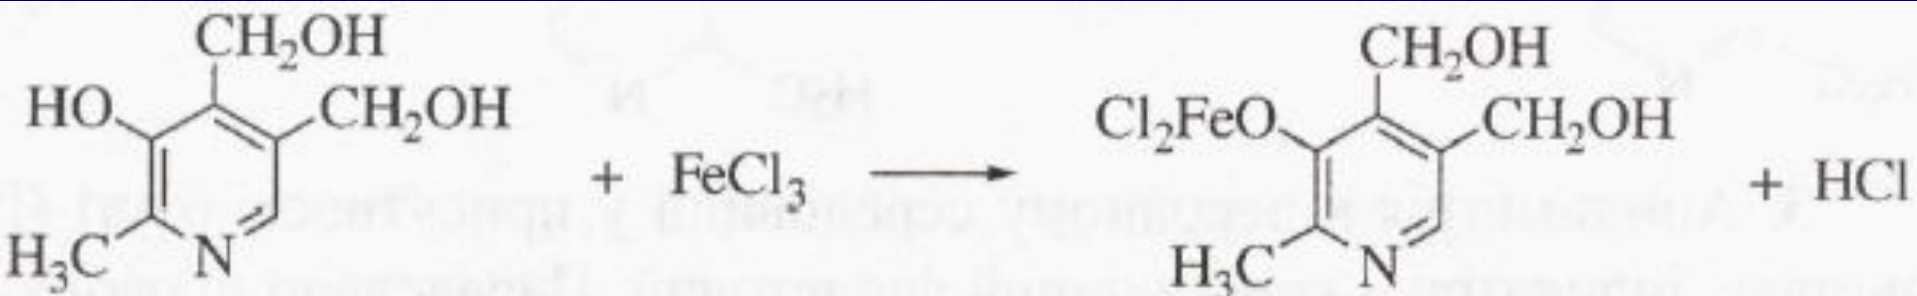 CH₂OH
HO CH₂OH
H₃C N
+ FeCl₃
CH₂OH
Cl₂FeO CH₂OH
H₃C N
+ HCl